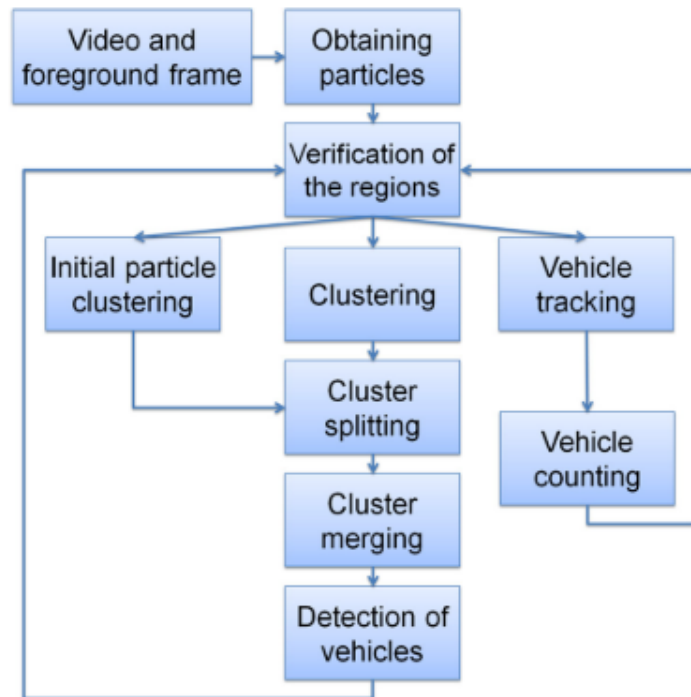 Video and
foreground frame
Obtaining
particles
Verification of
the regions
Initial particle
clustering
Clustering
Vehicle
tracking
Cluster
splitting
Vehicle
counting
Cluster
merging
Detection of
vehicles